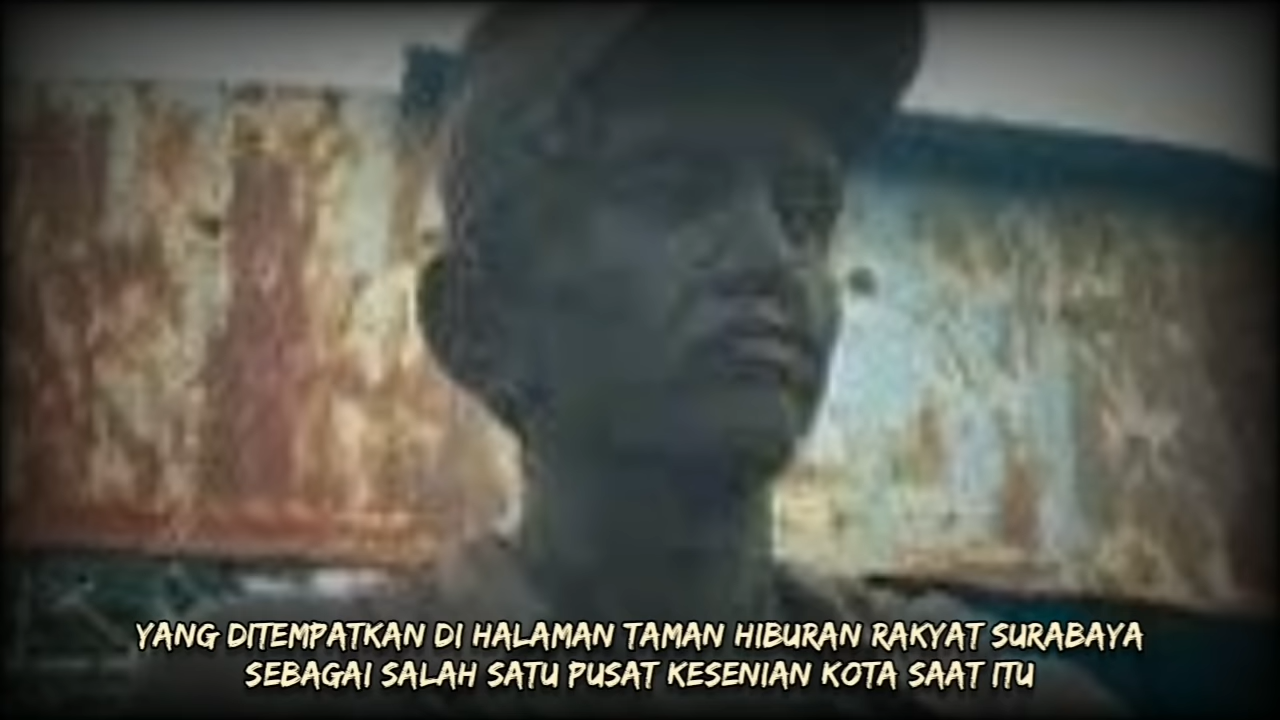 YANG DITEMPATKAN DI HALAMAN TAMAN HIBURAN RAKYAT SURABAYA
SEBAGAI SALAH SATU PUSAT KESENIAN KOTA SAAT ITU